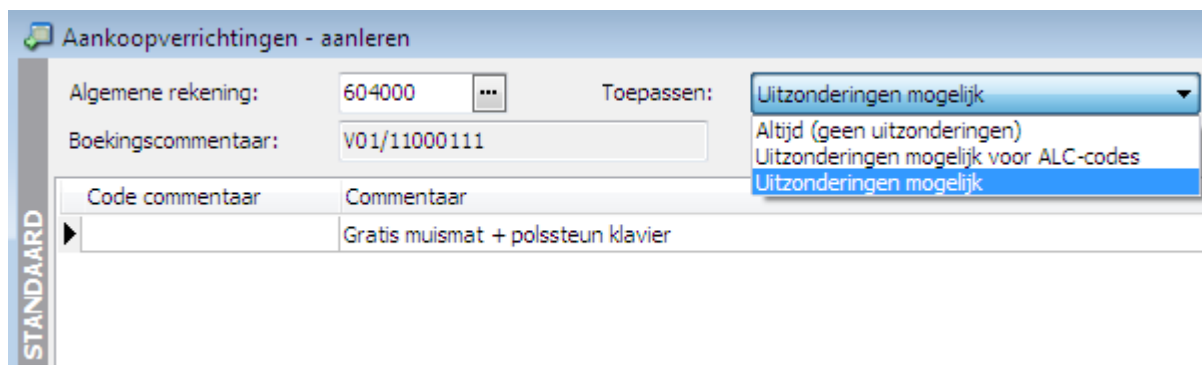 Aankoopverrichtingen - aanleren
Algemene rekening: 604000 ... Toepassen: Uitzonderingen mogelijk
Boekingscommentaar: V01/11000111
Altijd (geen uitzonderingen)
Uitzonderingen mogelijk voor ALC-codes
Uitzonderingen mogelijk
Code commentaar Commentaar
Gratis muismat + polssteun klavier
STANDAARD